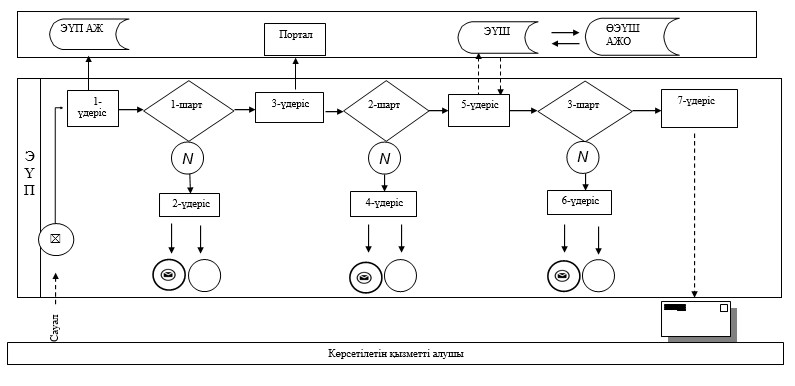 ЭҮП АЖ
Портал
ЭҮШ
ӨЭҮШ
АЖО
1-
үдеріс
1-шарт
3-үдеріс
2-шарт
5-үдеріс
3-шарт
7-үдеріс
Э
Ү
П
N
N
N
2-үдеріс
4-үдеріс
6-үдеріс
Сауал
Көрсетілетін қызметті алушы